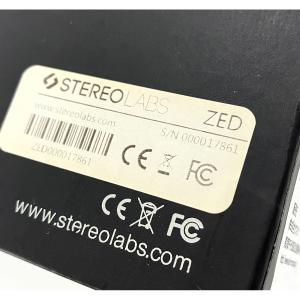 STEREOLABS
ZED
www.stereolabs.com
S/N 000017861
ZED000017861
CE FC
CE FC
www.stereolabs.com